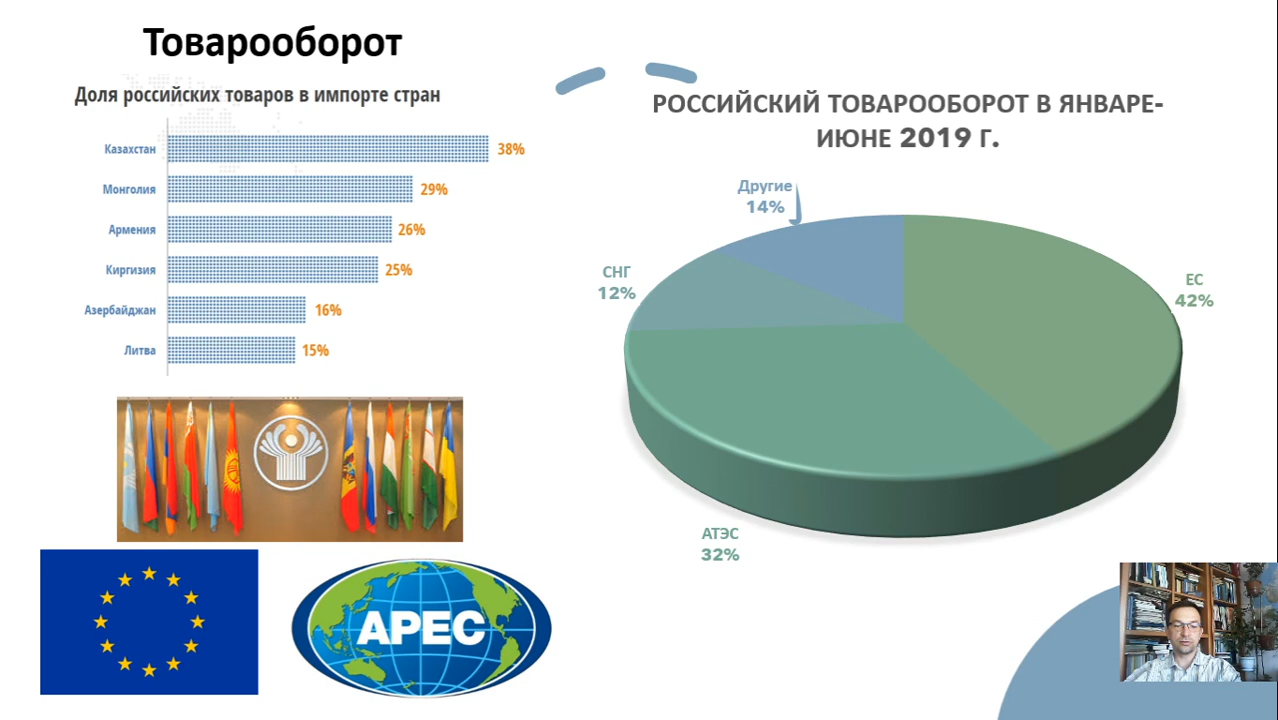 Товарооборот
Доля российских товаров в импорте стран
Казахстан 38%
Монголия 29%
Армения 26%
Киргизия 25%
Азербайджан 16%
Литва 15%
APEC
РОССИЙСКИЙ ТОВАРООБОРОТ В ЯНВАРЕ-
ИЮНЕ 2019 Г.
Другие
14%
СНГ
12%
ЕС
42%
АТЭС
32%